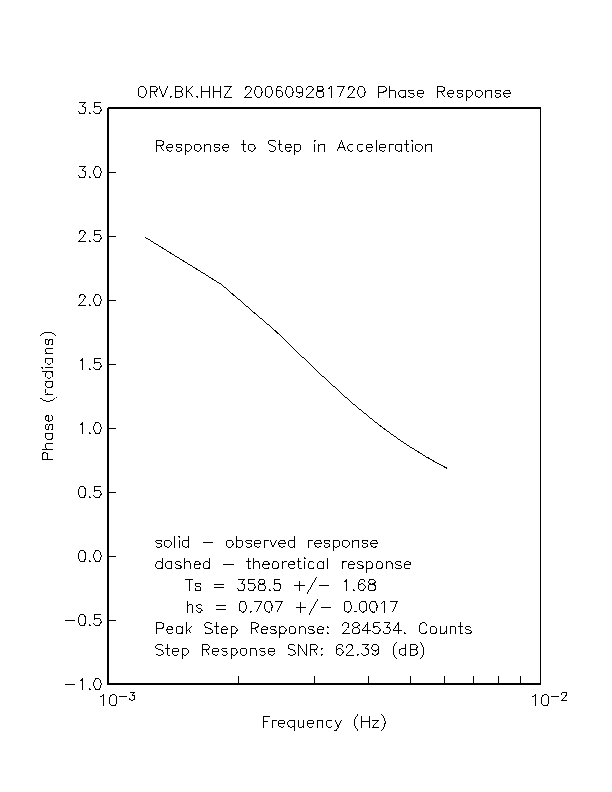 ORV.BK.HHZ 200609281720 Phase Response
3.5
Response to Step in Acceleration
3.0
2.5
2.0
1.5
1.0
0.5
0.0
−0.5
−1.0
Phase (radians)
solid − observed response
dashed − theoretical response
Ts = 358.5 +/− 1.68
hs = 0.707 +/− 0.0017
Peak Step Response: 284534. Counts
Step Response SNR: 62.39 (dB)
10⁻³ 10⁻²
Frequency (Hz)